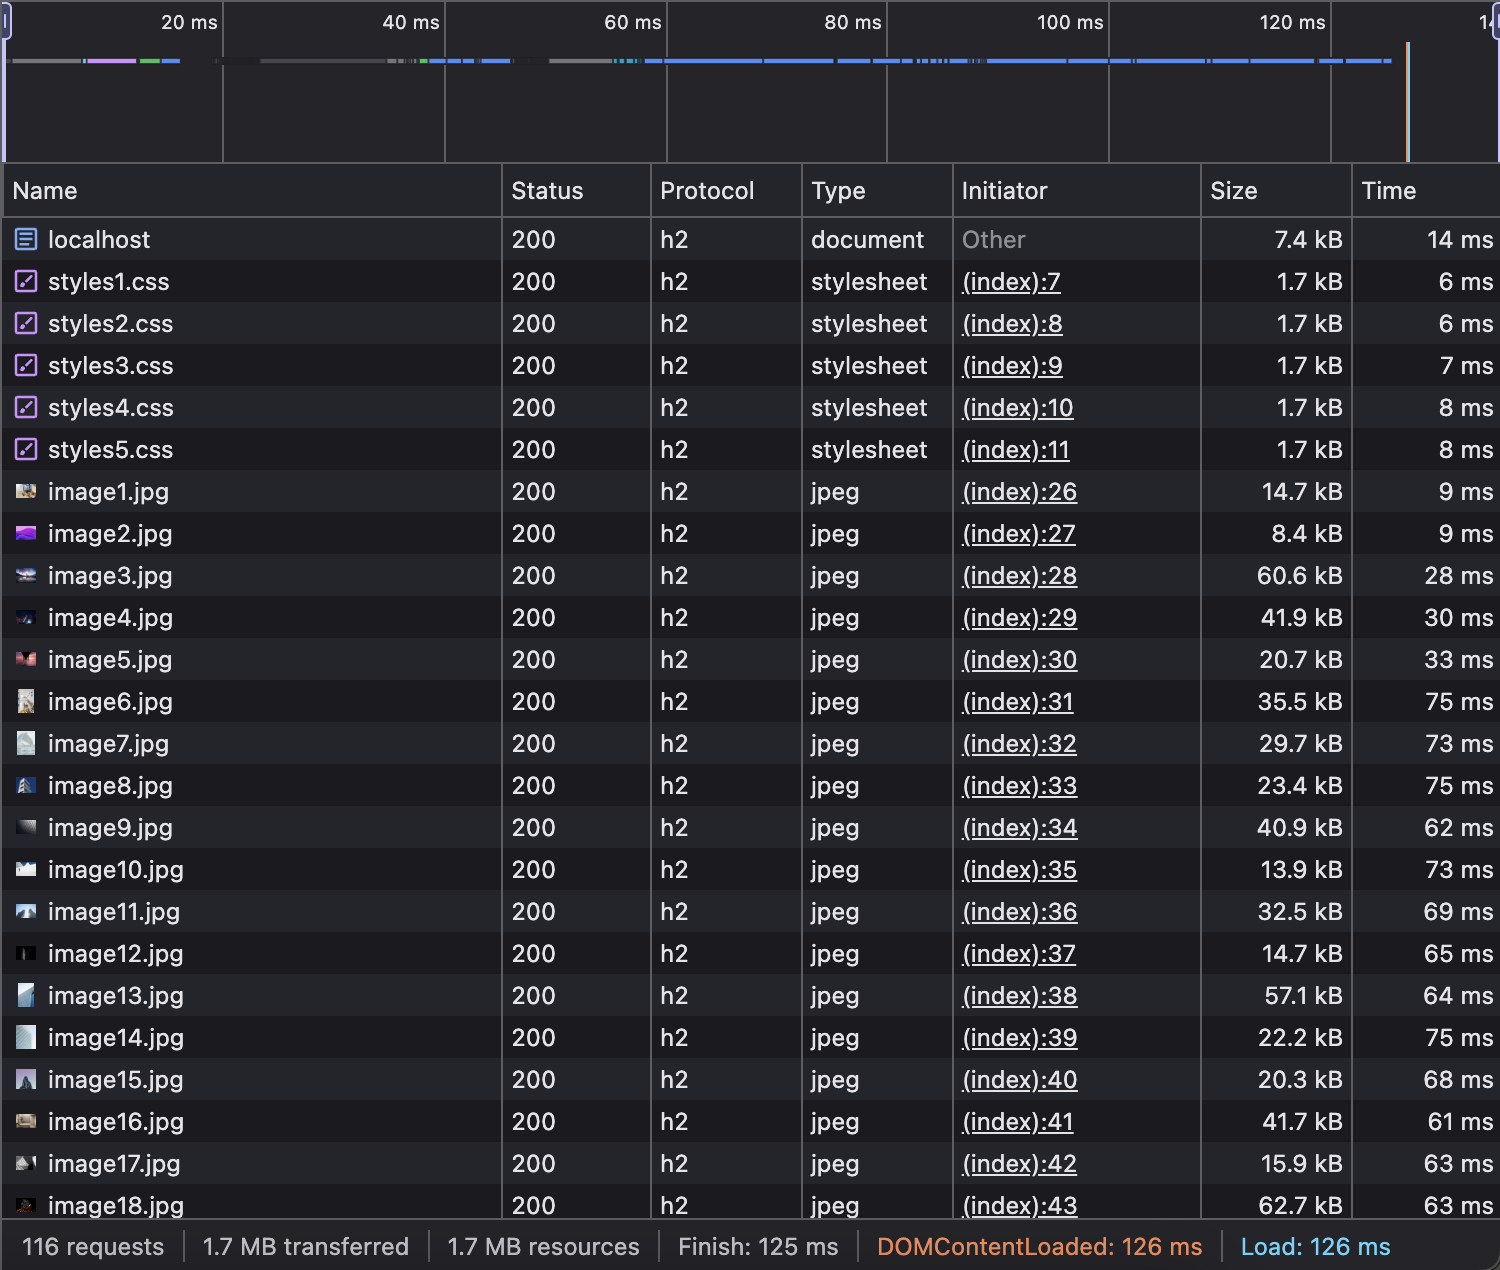 20 ms 40 ms 60 ms 80 ms 100 ms 120 ms
Name Status Protocol Type Initiator Size Time
localhost 200 h2 document Other 7.4 kB 14 ms
styles1.css 200 h2 stylesheet (index):7 1.7 kB 6 ms
styles2.css 200 h2 stylesheet (index):8 1.7 kB 6 ms
styles3.css 200 h2 stylesheet (index):9 1.7 kB 7 ms
styles4.css 200 h2 stylesheet (index):10 1.7 kB 8 ms
styles5.css 200 h2 stylesheet (index):11 1.7 kB 8 ms
image1.jpg 200 h2 jpeg (index):26 14.7 kB 9 ms
image2.jpg 200 h2 jpeg (index):27 8.4 kB 9 ms
image3.jpg 200 h2 jpeg (index):28 60.6 kB 28 ms
image4.jpg 200 h2 jpeg (index):29 41.9 kB 30 ms
image5.jpg 200 h2 jpeg (index):30 20.7 kB 33 ms
image6.jpg 200 h2 jpeg (index):31 35.5 kB 75 ms
image7.jpg 200 h2 jpeg (index):32 29.7 kB 73 ms
image8.jpg 200 h2 jpeg (index):33 23.4 kB 75 ms
image9.jpg 200 h2 jpeg (index):34 40.9 kB 62 ms
image10.jpg 200 h2 jpeg (index):35 13.9 kB 73 ms
image11.jpg 200 h2 jpeg (index):36 32.5 kB 69 ms
image12.jpg 200 h2 jpeg (index):37 14.7 kB 65 ms
image13.jpg 200 h2 jpeg (index):38 57.1 kB 64 ms
image14.jpg 200 h2 jpeg (index):39 22.2 kB 75 ms
image15.jpg 200 h2 jpeg (index):40 20.3 kB 68 ms
image16.jpg 200 h2 jpeg (index):41 41.7 kB 61 ms
image17.jpg 200 h2 jpeg (index):42 15.9 kB 63 ms
image18.jpg 200 h2 jpeg (index):43 62.7 kB 63 ms
116 requests 1.7 MB transferred 1.7 MB resources Finish: 125 ms DOMContentLoaded: 126 ms Load: 126 ms